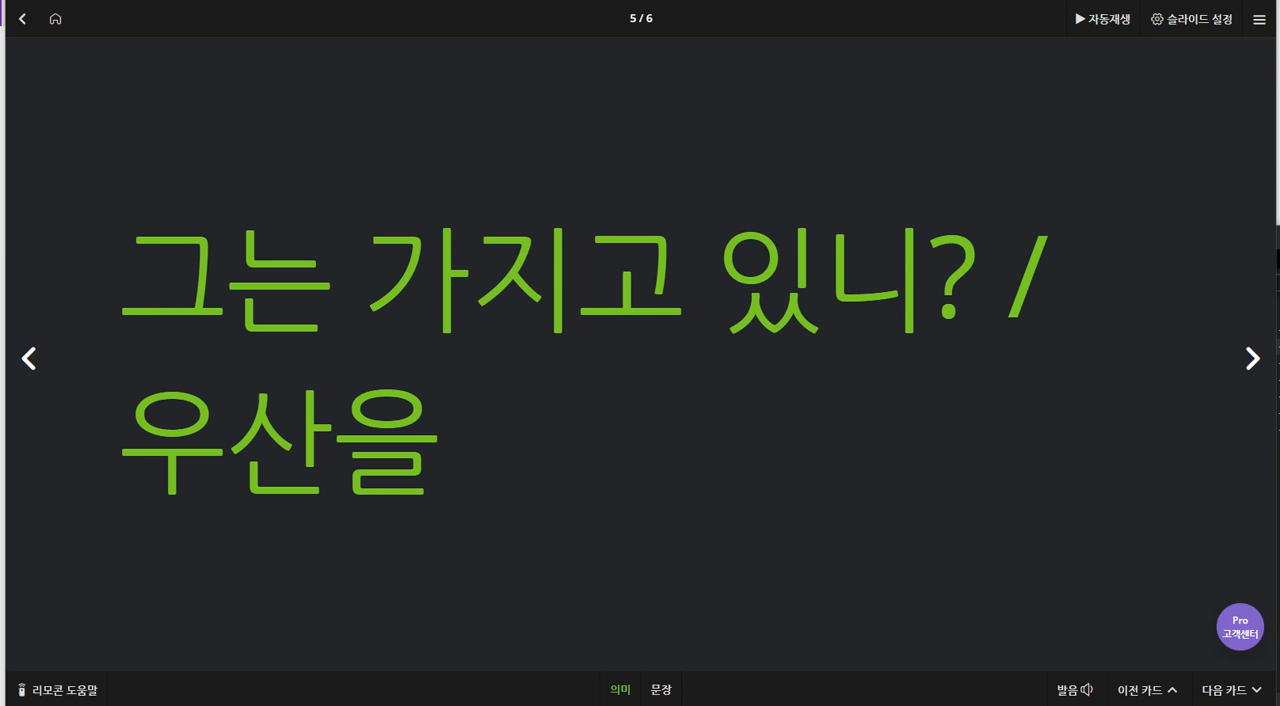 5 / 6
자동재생
슬라이드 설정
그는 가지고 있니? /
우산을
Pro
고객센터
리모콘 도움말
의미
문장
발음
이전 카드
다음 카드